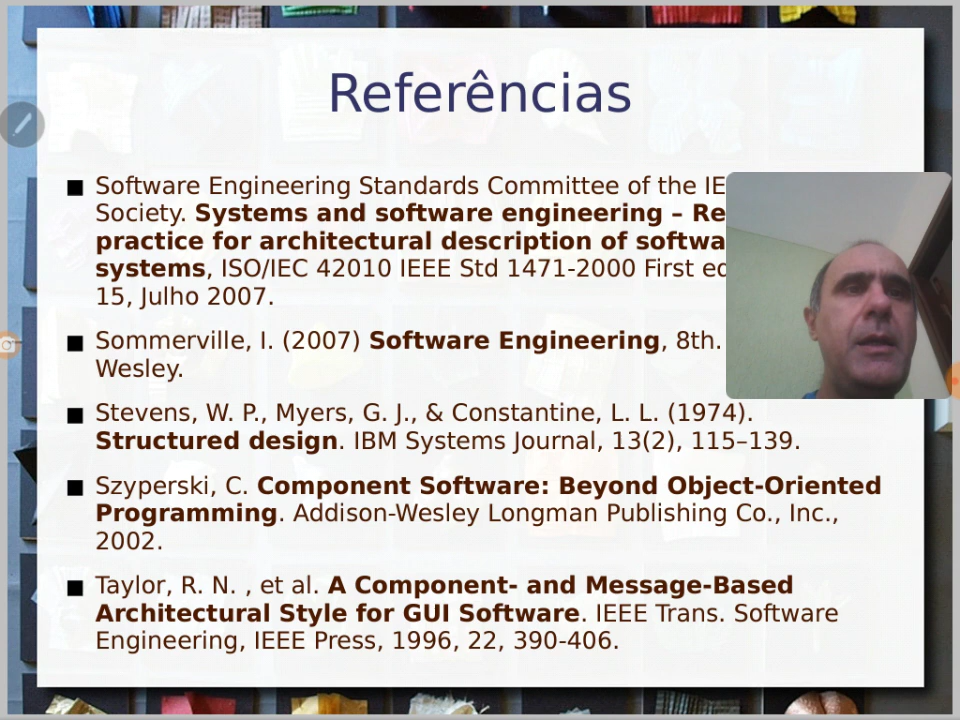 Referências
■ Software Engineering Standards Committee of the
Society. Systems and software engineering –
practice for architectural description of
systems, ISO/IEC 42010 IEEE Std 1471-2000 First
15, Julho 2007.
■ Sommerville, I. (2007) Software Engineering, 8th.
Wesley.
■ Stevens, W. P., Myers, G. J., & Constantine, L. L. (1974).
Structured design. IBM Systems Journal, 13(2), 115–139.
■ Szyperski, C. Component Software: Beyond Object-Oriented
Programming. Addison-Wesley Longman Publishing Co., Inc.,
2002.
■ Taylor, R. N. , et al. A Component- and Message-Based
Architectural Style for GUI Software. IEEE Trans. Software
Engineering, IEEE Press, 1996, 22, 390-406.